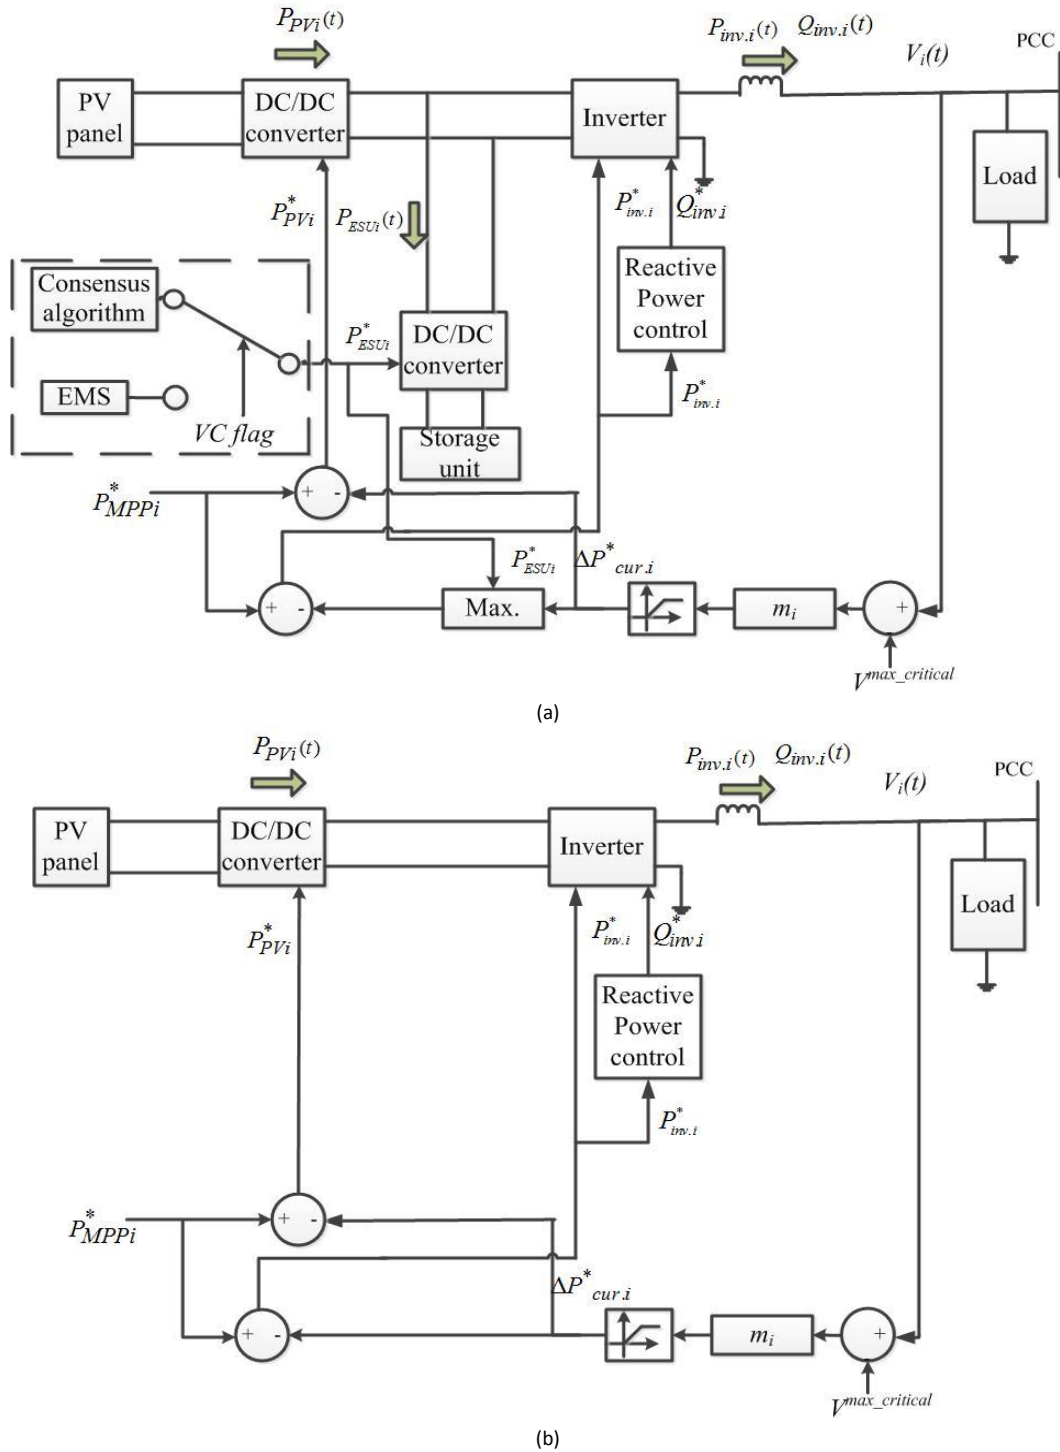 P_PVi(t)
P_inv.i(t) Q_inv.i(t)
V_i(t)
PCC
PV
panel
DC/DC
converter
Inverter
Load
P*_PVi
P_ESUi(t)
P*_inv.i
Q*_inv.i
Reactive
Power
control
Consensus
algorithm
P*_ESUi
DC/DC
converter
EMS
VC flag
P*_inv.i
Storage
unit
P*_MPPi
+ -
P*_ESUi
ΔP*_cur.i
+ -
Max.
m_i
+
V^max_critical
(a)
P_PVi(t)
P_inv.i(t) Q_inv.i(t)
V_i(t)
PCC
PV
panel
DC/DC
converter
Inverter
Load
P*_PVi
P*_inv.i
Q*_inv.i
Reactive
Power
control
P*_inv.i
P*_MPPi
+ -
ΔP*_cur.i
+ -
m_i
+
V^max_critical
(b)